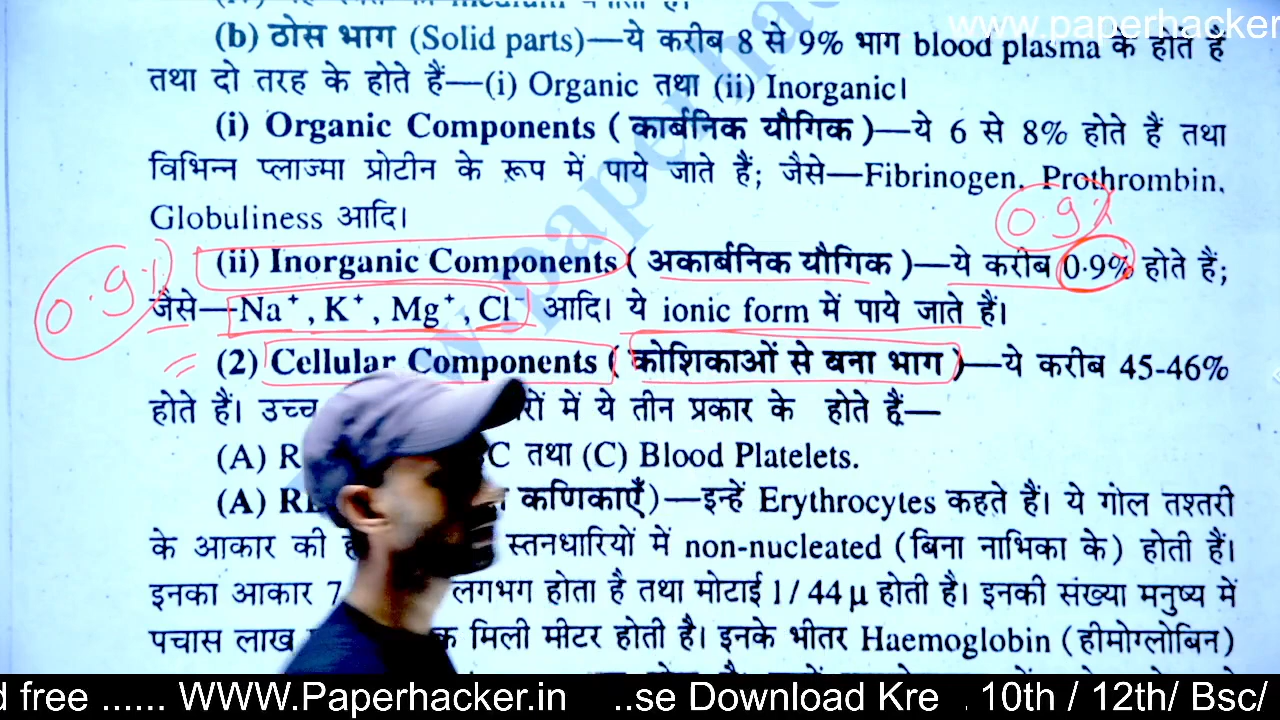 www.paperhacker
(b) ठोस भाग (Solid parts)—ये करीब 8 से 9% भाग blood plasma के होते हैं
तथा दो तरह के होते हैं—(i) Organic तथा (ii) Inorganic।
(i) Organic Components ( कार्बनिक यौगिक )—ये 6 से 8% होते हैं तथा
विभिन्न प्लाज्मा प्रोटीन के रूप में पाये जाते हैं; जैसे—Fibrinogen, Prothrombin,
Globuliness आदि।
0.9%
(ii) Inorganic Components ( अकार्बनिक यौगिक )—ये करीब 0·9% होते हैं;
0.9%
जैसे—Na⁺, K⁺, Mg⁺, Cl⁻ आदि। ये ionic form में पाये जाते हैं।
(2) Cellular Components ( कोशिकाओं से बना भाग )—ये करीब 45-46%
होते हैं। उच्च में ये तीन प्रकार के होते हैं—
(A) तथा (C) Blood Platelets.
(A) कणिकाएँ)—इन्हें Erythrocytes कहते हैं। ये गोल तश्तरी
के आकार की स्तनधारियों में non-nucleated (बिना नाभिका के) होती हैं।
इनका आकार 7 लगभग होता है तथा मोटाई 1/44 μ होती है। इनकी संख्या मनुष्य में
पचास लाख मिली मीटर होती है। इनके भीतर Haemoglobin (हीमोग्लोबिन)
d free ...... WWW.Paperhacker.in ..se Download Kre . 10th / 12th/ Bsc/